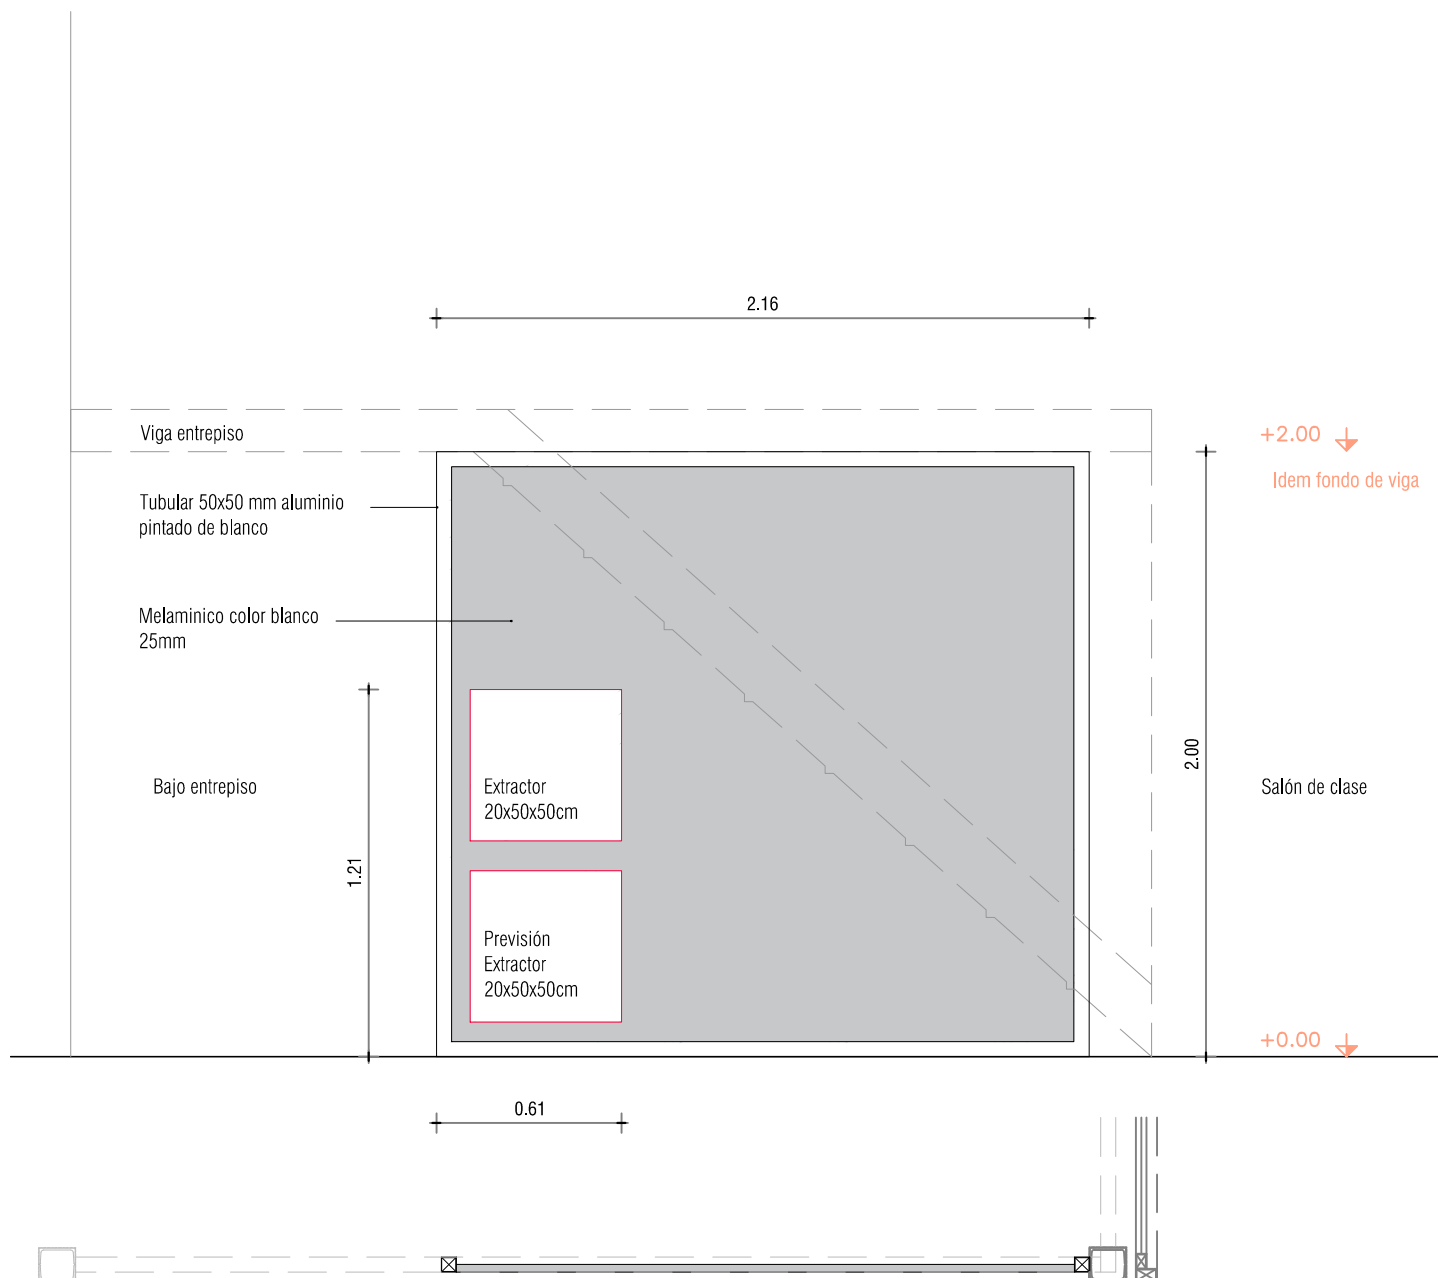 2.16
Viga entrepiso
+2.00
Idem fondo de viga
Tubular 50x50 mm aluminio
pintado de blanco
Melaminico color blanco
25mm
2.00
Bajo entrepiso
Extractor
20x50x50cm
Salón de clase
1.21
Previsión
Extractor
20x50x50cm
+0.00
0.61